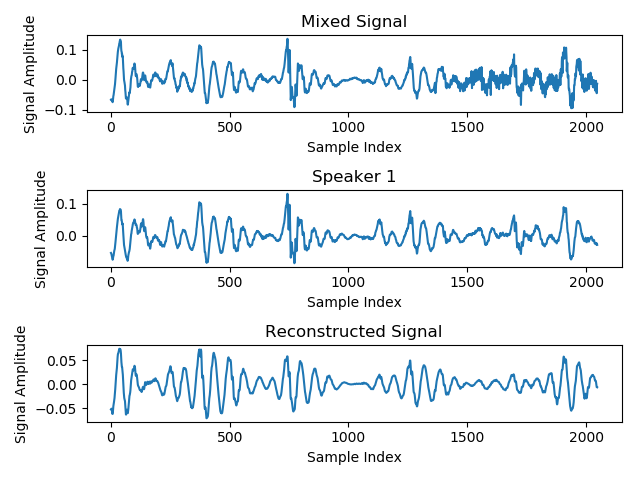 Mixed Signal
Signal Amplitude
0.1
0.0
−0.1
0 500 1000 1500 2000
Sample Index
Speaker 1
Signal Amplitude
0.1
0.0
0 500 1000 1500 2000
Sample Index
Reconstructed Signal
Signal Amplitude
0.05
0.00
−0.05
0 500 1000 1500 2000
Sample Index